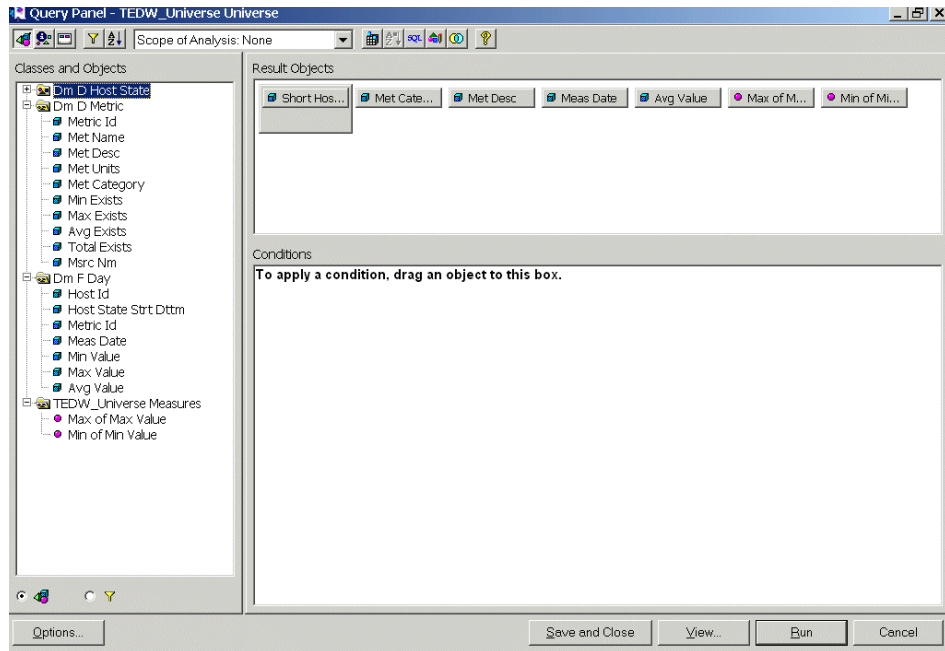 Query Panel - TEDW_Universe Universe
Scope of Analysis: None
SQL
?
Classes and Objects
Dm D Host State
Dm D Metric
Metric Id
Met Name
Met Desc
Met Units
Met Category
Min Exists
Max Exists
Avg Exists
Total Exists
Msrc Nm
Dm F Day
Host Id
Host State Strt Dttm
Metric Id
Meas Date
Min Value
Max Value
Avg Value
TEDW_Universe Measures
Max of Max Value
Min of Min Value
Result Objects
Short Hos... Met Cate... Met Desc Meas Date Avg Value Max of M... Min of Mi...
Conditions
To apply a condition, drag an object to this box.
Options... Save and Close View... Run Cancel